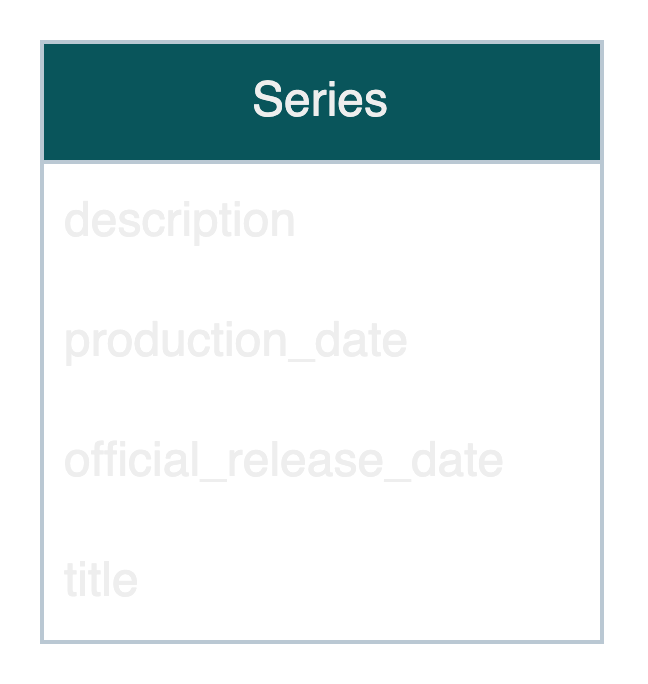 Series
description
production_date
official_release_date
title